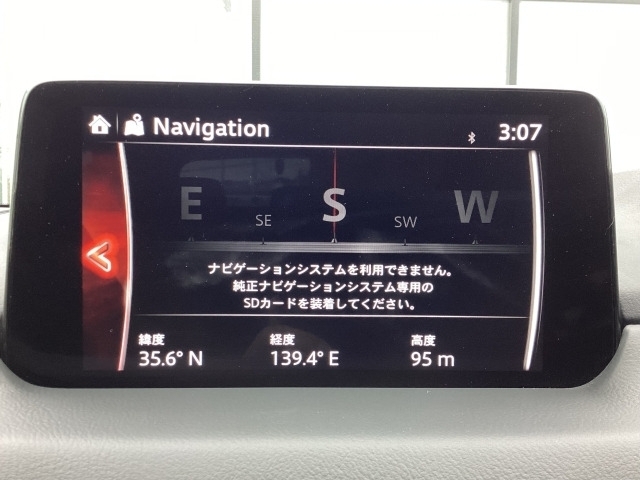 Navigation
3:07
E SE S SW W
ナビゲーションシステムを利用できません。
純正ナビゲーションシステム専用の
SDカードを装着してください。
緯度 経度 高度
35.6° N 139.4° E 95 m